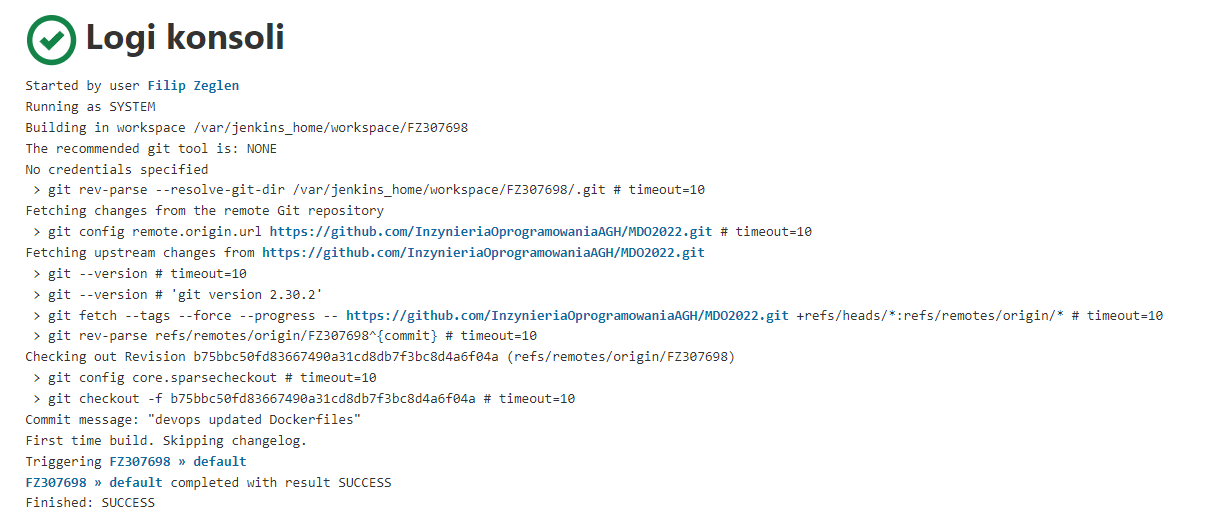 Logi konsoli
Started by user Filip Zeglen
Running as SYSTEM
Building in workspace /var/jenkins_home/workspace/FZ307698
The recommended git tool is: NONE
No credentials specified
 > git rev-parse --resolve-git-dir /var/jenkins_home/workspace/FZ307698/.git # timeout=10
Fetching changes from the remote Git repository
 > git config remote.origin.url https://github.com/InzynieriaOprogramowaniaAGH/MDO2022.git # timeout=10
Fetching upstream changes from https://github.com/InzynieriaOprogramowaniaAGH/MDO2022.git
 > git --version # timeout=10
 > git --version # 'git version 2.30.2'
 > git fetch --tags --force --progress -- https://github.com/InzynieriaOprogramowaniaAGH/MDO2022.git +refs/heads/*:refs/remotes/origin/* # timeout=10
 > git rev-parse refs/remotes/origin/FZ307698^{commit} # timeout=10
Checking out Revision b75bbc50fd83667490a31cd8db7f3bc8d4a6f04a (refs/remotes/origin/FZ307698)
 > git config core.sparsecheckout # timeout=10
 > git checkout -f b75bbc50fd83667490a31cd8db7f3bc8d4a6f04a # timeout=10
Commit message: "devops updated Dockerfiles"
First time build. Skipping changelog.
Triggering FZ307698 » default
FZ307698 » default completed with result SUCCESS
Finished: SUCCESS